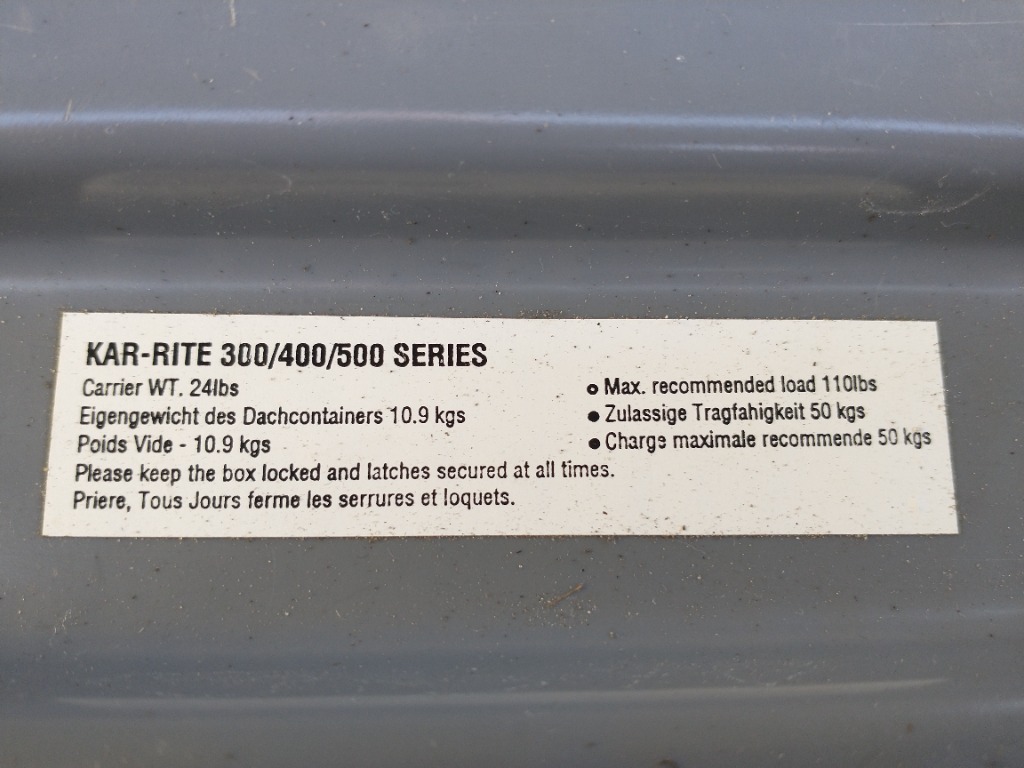 KAR-RITE 300/400/500 SERIES
Carrier WT. 24lbs
Eigengewicht des Dachcontainers 10.9 kgs
Poids Vide - 10.9 kgs
Please keep the box locked and latches secured at all times.
Priere, Tous Jours ferme les serrures et loquets.
• Max. recommended load 110lbs
• Zulassige Tragfahigkeit 50 kgs
• Charge maximale recommende 50 kgs